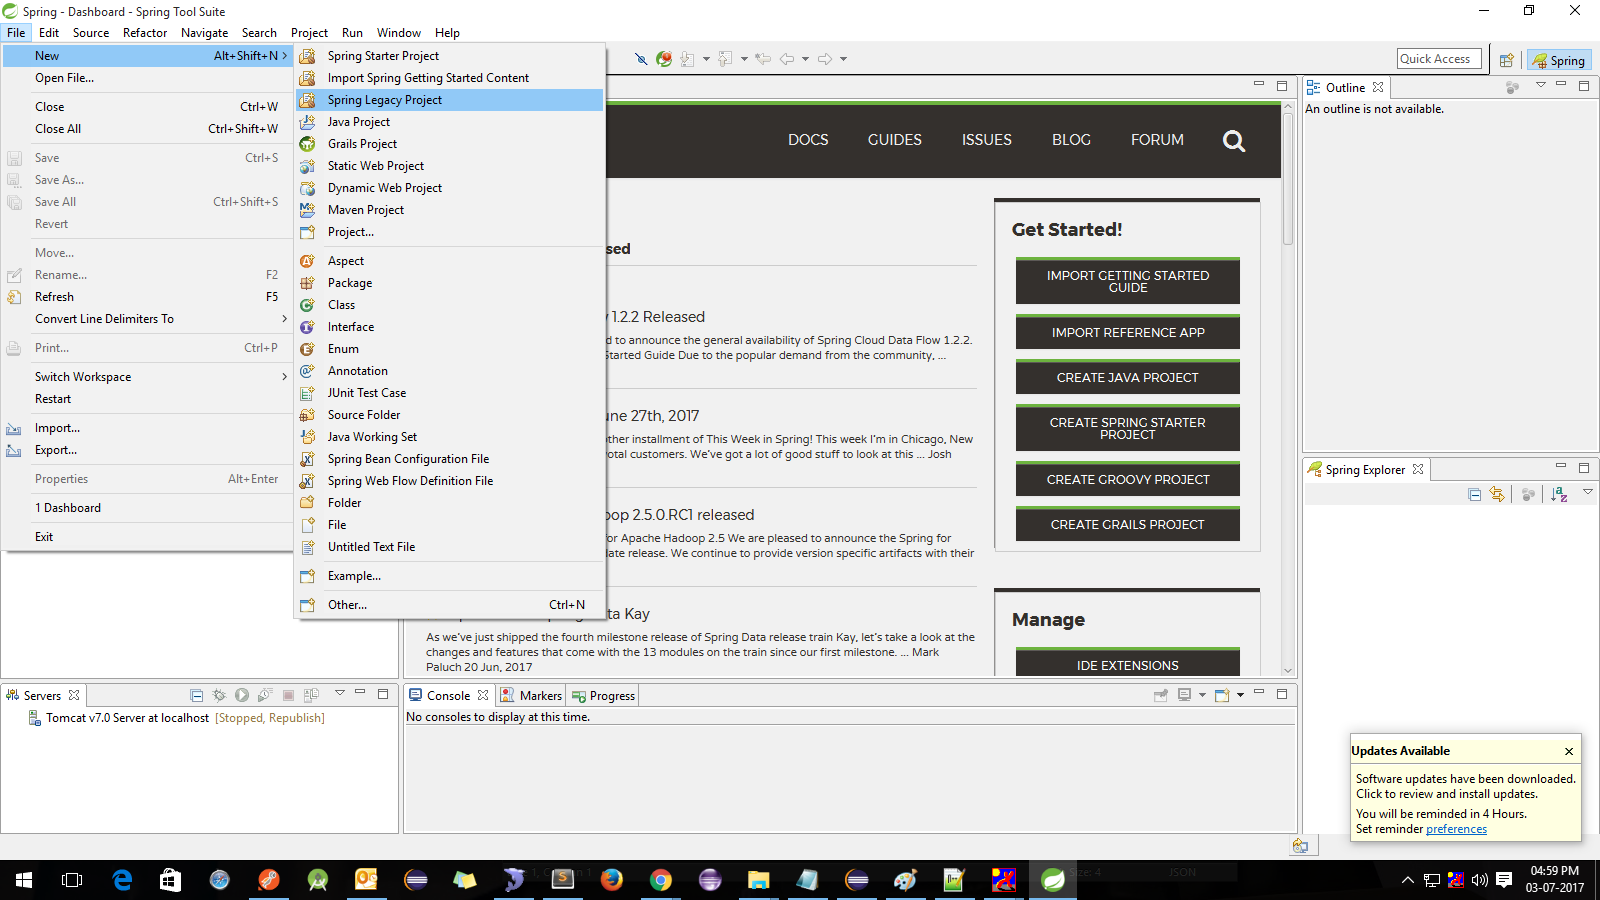 Spring - Dashboard - Spring Tool Suite
File Edit Source Refactor Navigate Search Project Run Window Help
New Alt+Shift+N
Open File...
Close Ctrl+W
Close All Ctrl+Shift+W
Save Ctrl+S
Save As...
Save All Ctrl+Shift+S
Revert
Move...
Rename... F2
Refresh F5
Convert Line Delimiters To
Print... Ctrl+P
Switch Workspace
Restart
Import...
Export...
Properties Alt+Enter
1 Dashboard
Exit
Spring Starter Project
Import Spring Getting Started Content
Spring Legacy Project
Java Project
Grails Project
Static Web Project
Dynamic Web Project
Maven Project
Project...
Aspect
Package
Class
Interface
Enum
Annotation
JUnit Test Case
Source Folder
Java Working Set
Spring Bean Configuration File
Spring Web Flow Definition File
Folder
File
Untitled Text File
Example...
Other... Ctrl+N
Quick Access
Spring
DOCS GUIDES ISSUES BLOG FORUM
sed
1.2.2 Released
d to announce the general availability of Spring Cloud Data Flow 1.2.2.
Started Guide Due to the popular demand from the community, ...
une 27th, 2017
other installment of This Week in Spring! This week I'm in Chicago, New
otal customers. We've got a lot of good stuff to look at this ... Josh
oop 2.5.0.RC1 released
for Apache Hadoop 2.5 We are pleased to announce the Spring for
ate release. We continue to provide version specific artifacts with their
ta Kay
As we've just shipped the fourth milestone release of Spring Data release train Kay, let's take a look at the
changes and features that come with the 13 modules on the train since our first milestone. ... Mark
Paluch 20 Jun, 2017
Get Started!
IMPORT GETTING STARTED
GUIDE
IMPORT REFERENCE APP
CREATE JAVA PROJECT
CREATE SPRING STARTER
PROJECT
CREATE GROOVY PROJECT
CREATE GRAILS PROJECT
Manage
IDE EXTENSIONS
Outline
An outline is not available.
Spring Explorer
Servers
Tomcat v7.0 Server at localhost [Stopped, Republish]
Console Markers Progress
No consoles to display at this time.
Updates Available
Software updates have been downloaded.
Click to review and install updates.
You will be reminded in 4 Hours.
Set reminder preferences
JSON
04:59 PM
03-07-2017